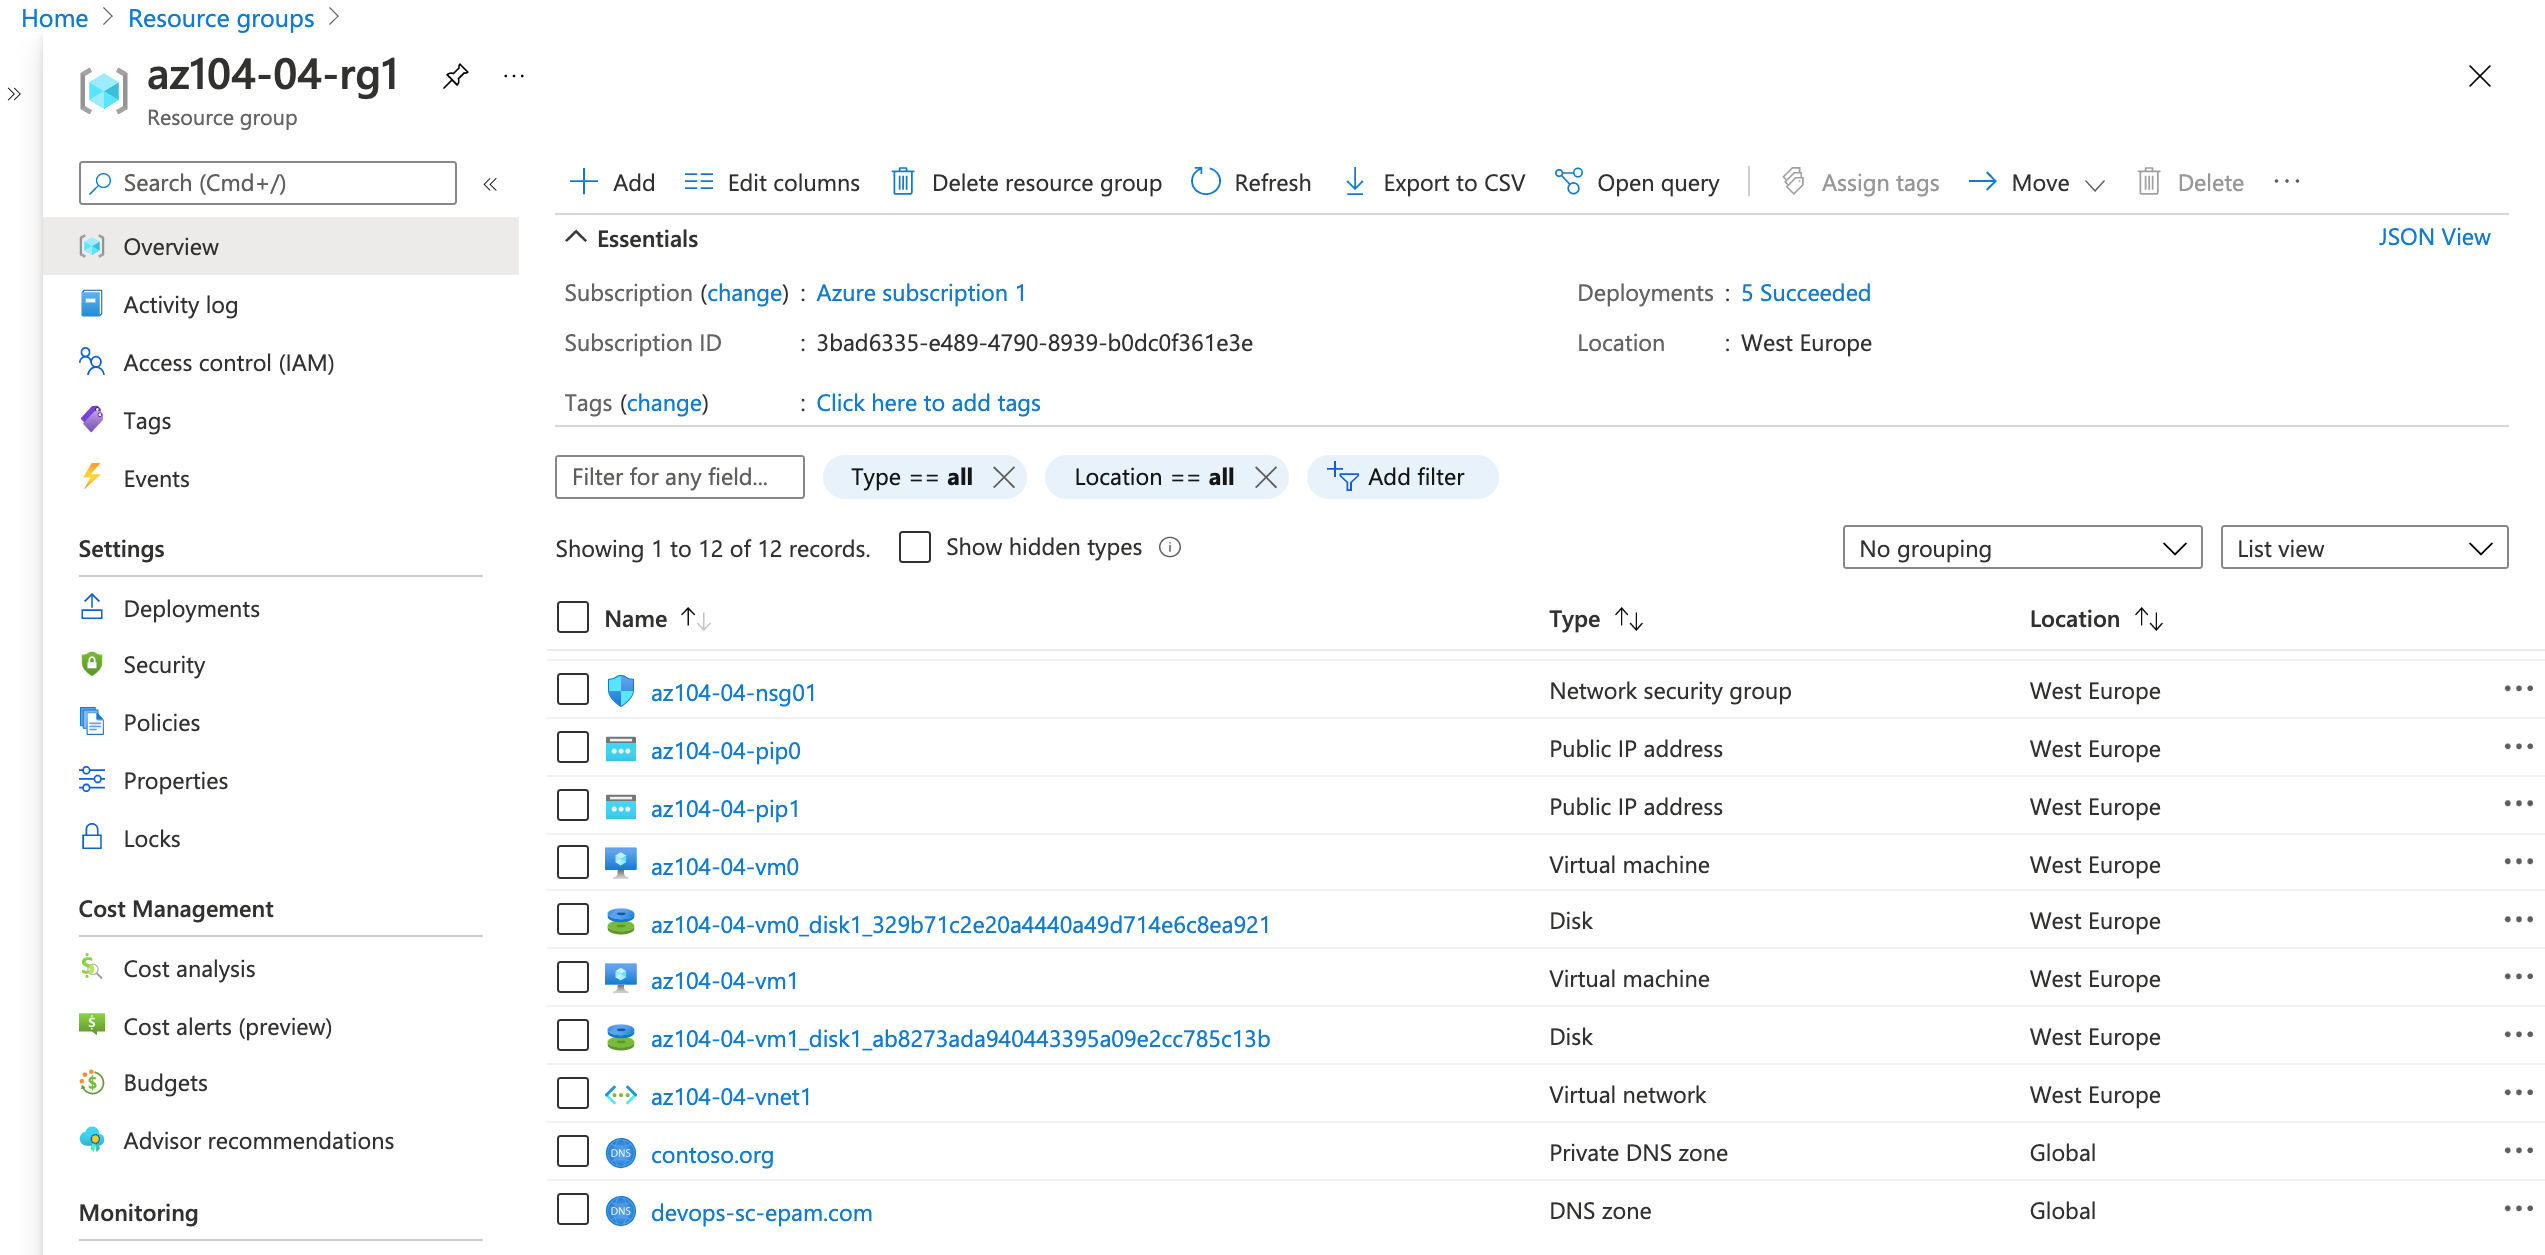 Home > Resource groups >
az104-04-rg1
Resource group
Search (Cmd+/)
Overview
Activity log
Access control (IAM)
Tags
Events
Settings
Deployments
Security
Policies
Properties
Locks
Cost Management
Cost analysis
Cost alerts (preview)
Budgets
Advisor recommendations
Monitoring
Add Edit columns Delete resource group Refresh Export to CSV Open query Assign tags Move Delete
Essentials JSON View
Subscription (change) : Azure subscription 1 Deployments : 5 Succeeded
Subscription ID : 3bad6335-e489-4790-8939-b0dc0f361e3e Location : West Europe
Tags (change) : Click here to add tags
Filter for any field... Type == all Location == all Add filter
Showing 1 to 12 of 12 records. Show hidden types No grouping List view
Name Type Location
az104-04-nsg01 Network security group West Europe
az104-04-pip0 Public IP address West Europe
az104-04-pip1 Public IP address West Europe
az104-04-vm0 Virtual machine West Europe
az104-04-vm0_disk1_329b71c2e20a4440a49d714e6c8ea921 Disk West Europe
az104-04-vm1 Virtual machine West Europe
az104-04-vm1_disk1_ab8273ada940443395a09e2cc785c13b Disk West Europe
az104-04-vnet1 Virtual network West Europe
DNS contoso.org Private DNS zone Global
DNS devops-sc-epam.com DNS zone Global